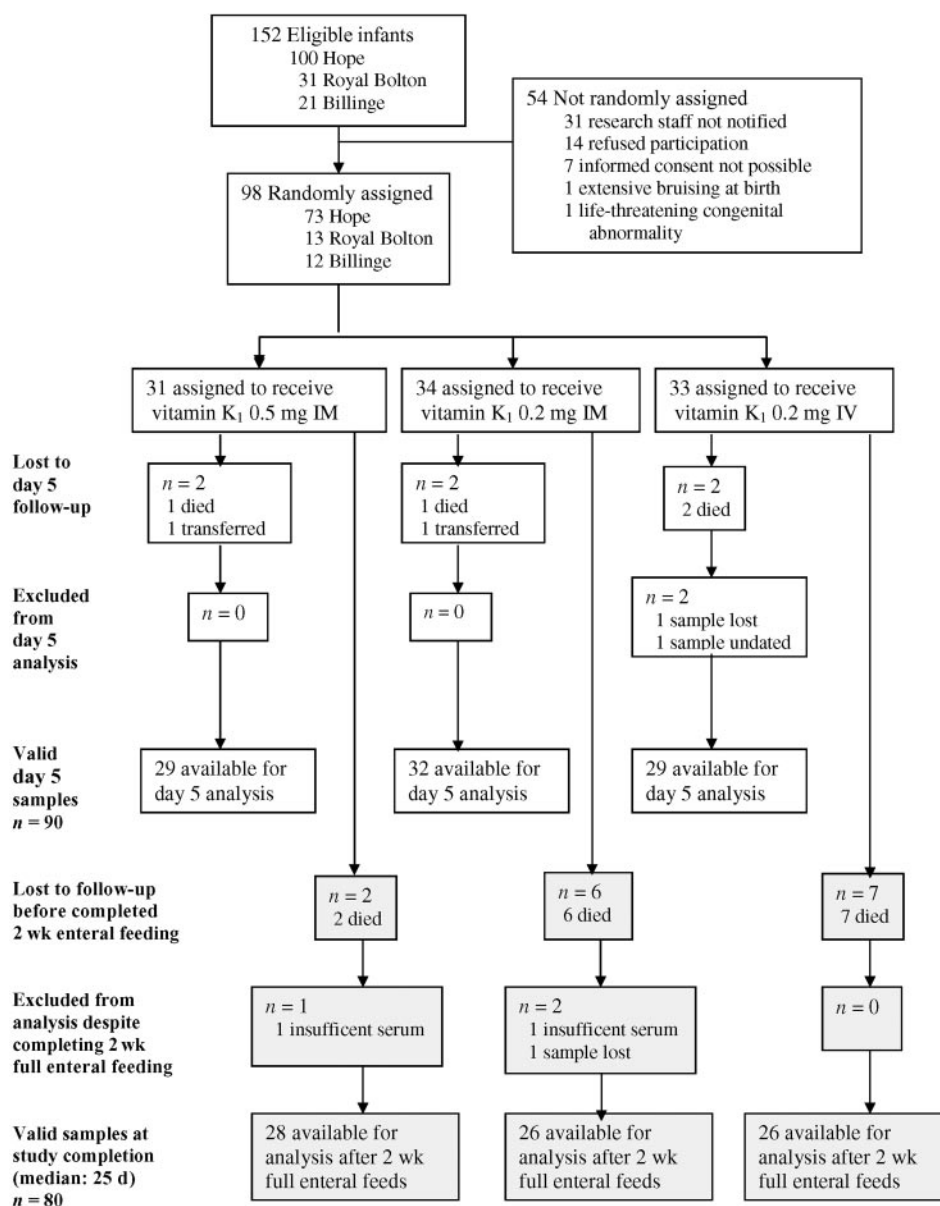 152 Eligible infants
100 Hope
31 Royal Bolton
21 Billinge
54 Not randomly assigned
31 research staff not notified
14 refused participation
7 informed consent not possible
1 extensive bruising at birth
1 life-threatening congenital
abnormality
98 Randomly assigned
73 Hope
13 Royal Bolton
12 Billinge
31 assigned to receive
vitamin K₁ 0.5 mg IM
34 assigned to receive
vitamin K₁ 0.2 mg IM
33 assigned to receive
vitamin K₁ 0.2 mg IV
Lost to
day 5
follow-up
n = 2
1 died
1 transferred
n = 2
1 died
1 transferred
n = 2
2 died
Excluded
from
day 5
analysis
n = 0
n = 0
n = 2
1 sample lost
1 sample undated
Valid
day 5
samples
n = 90
29 available for
day 5 analysis
32 available for
day 5 analysis
29 available for
day 5 analysis
Lost to follow-up
before completed
2 wk enteral feeding
n = 2
2 died
n = 6
6 died
n = 7
7 died
Excluded from
analysis despite
completing 2 wk
full enteral feeding
n = 1
1 insufficent serum
n = 2
1 insufficent serum
1 sample lost
n = 0
Valid samples at
study completion
(median: 25 d)
n = 80
28 available for
analysis after 2 wk
full enteral feeds
26 available for
analysis after 2 wk
full enteral feeds
26 available for
analysis after 2 wk
full enteral feeds